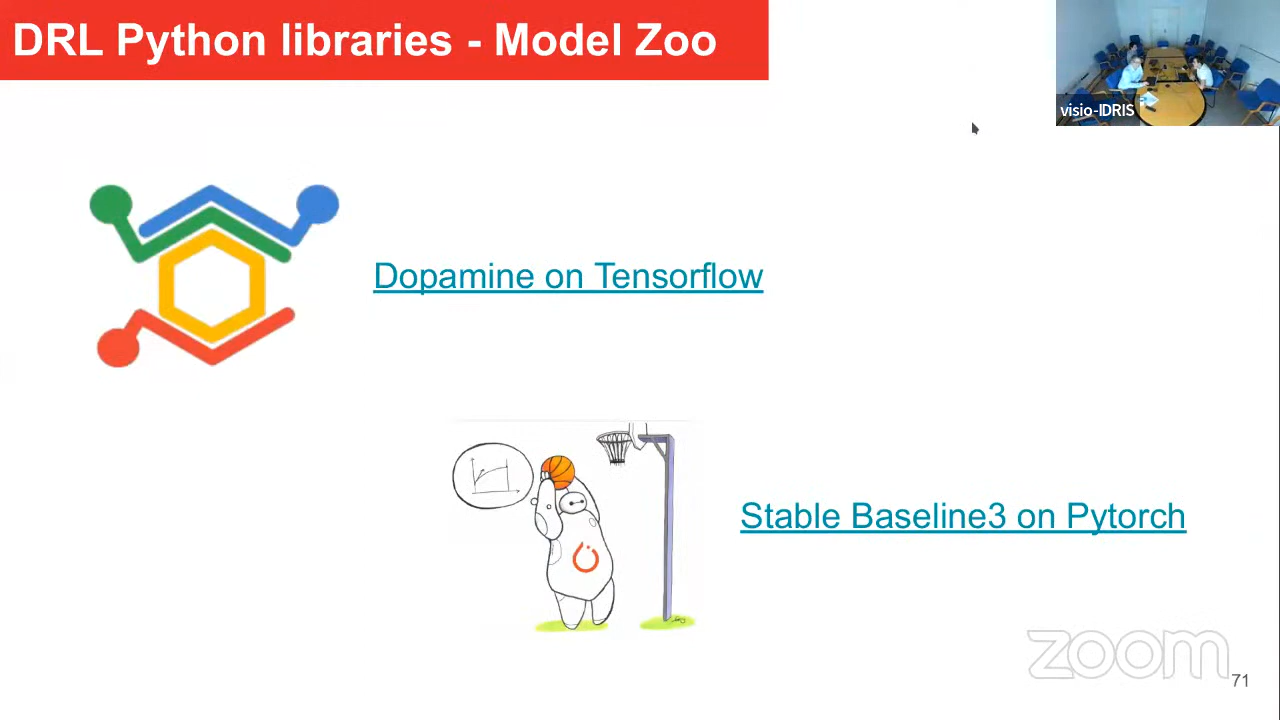 DRL Python libraries - Model Zoo
visio-IDRIS
Dopamine on Tensorflow
Stable Baseline3 on Pytorch
zoom
71